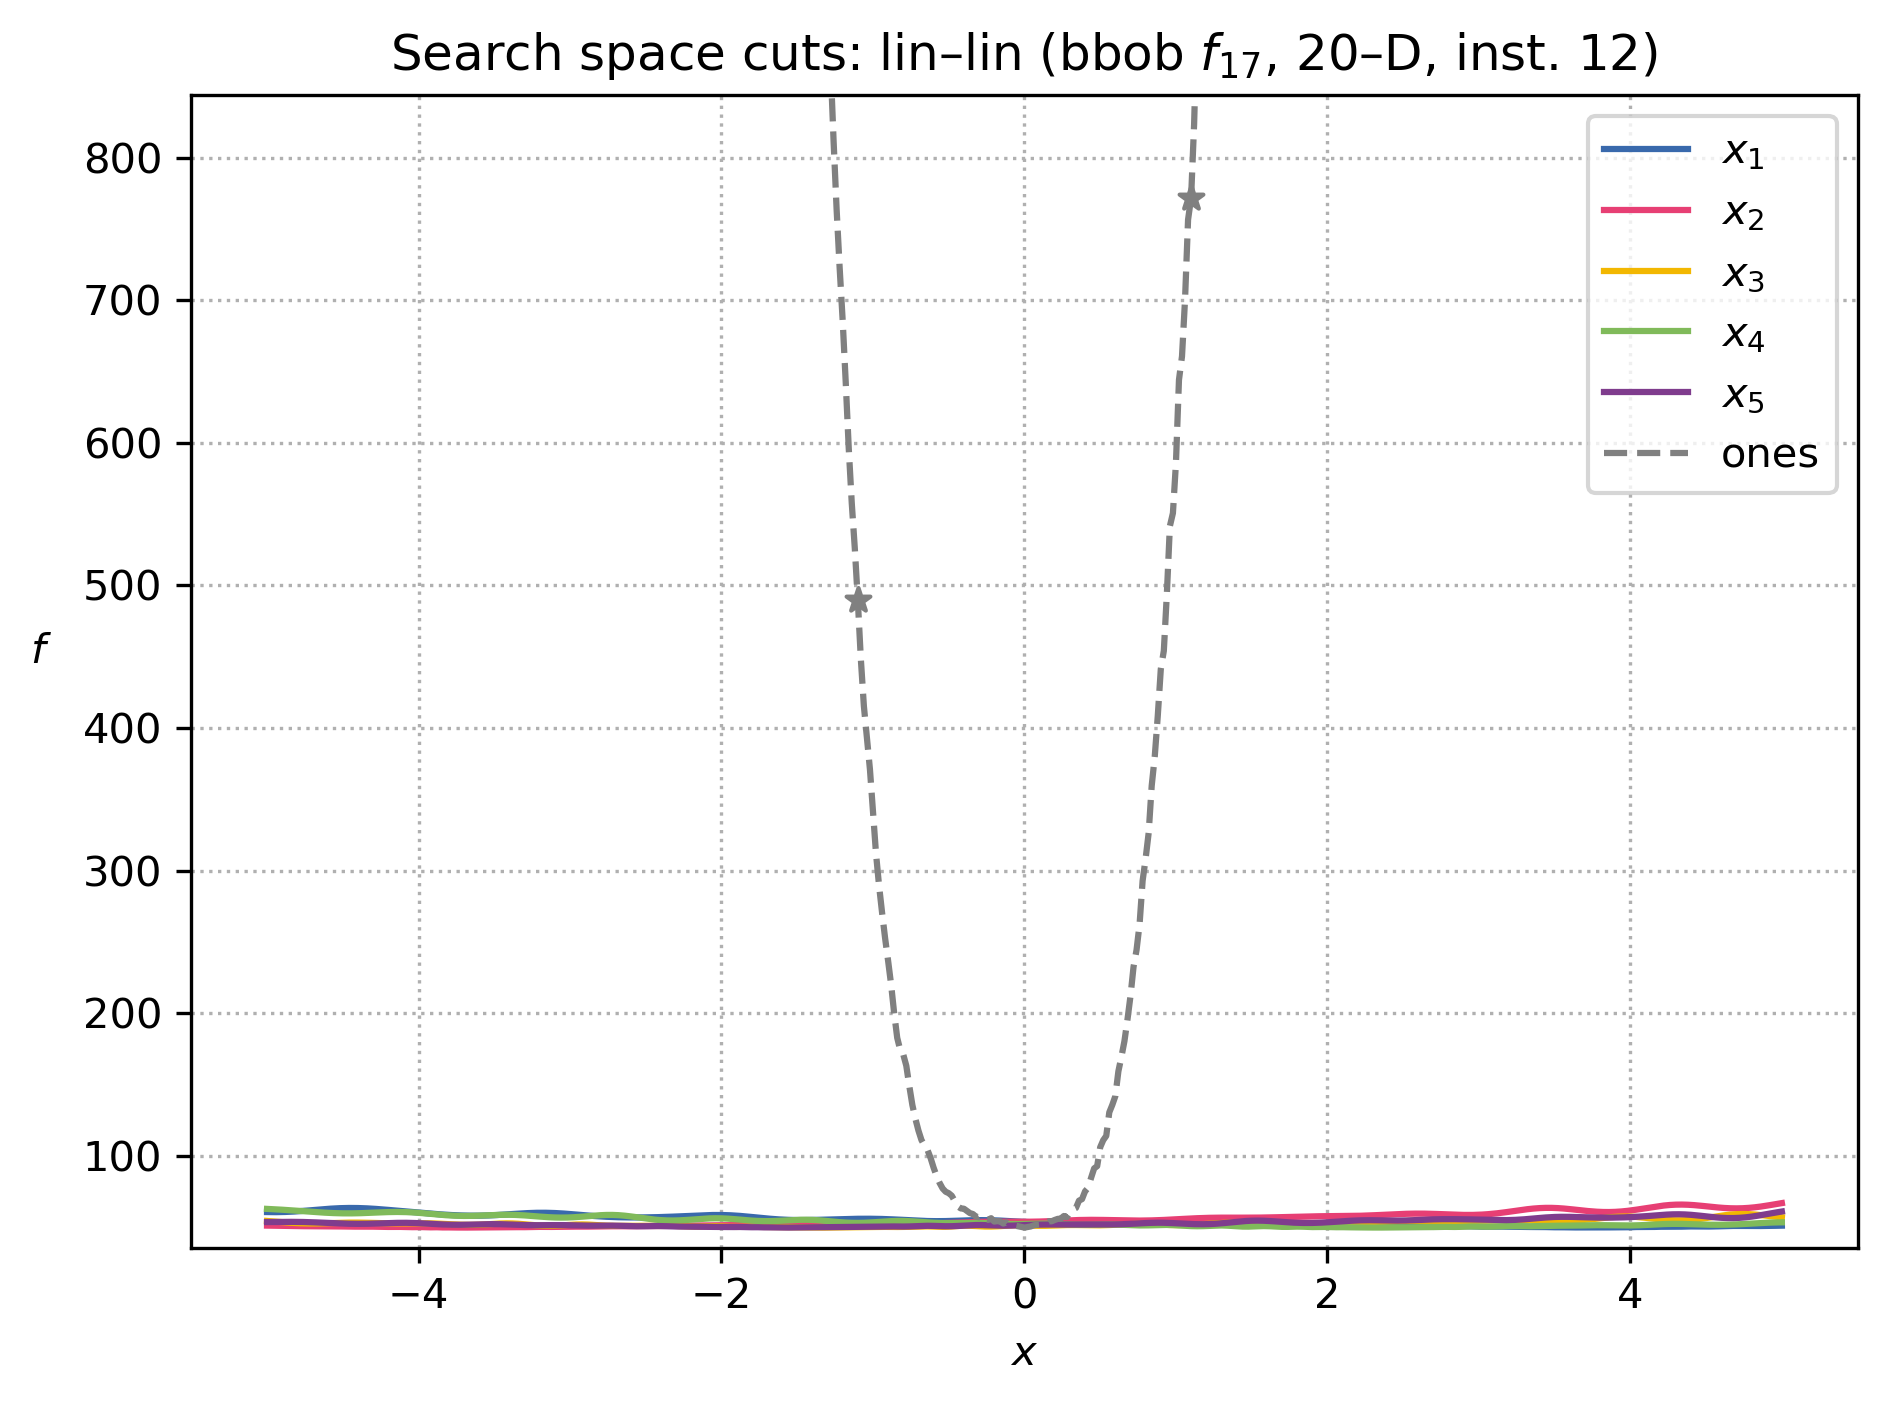 Search space cuts: lin–lin (bbob f17, 20–D, inst. 12)
800
700
600
500
400
300
200
100
f
−4
−2
0
2
4
x
x1
x2
x3
x4
x5
ones